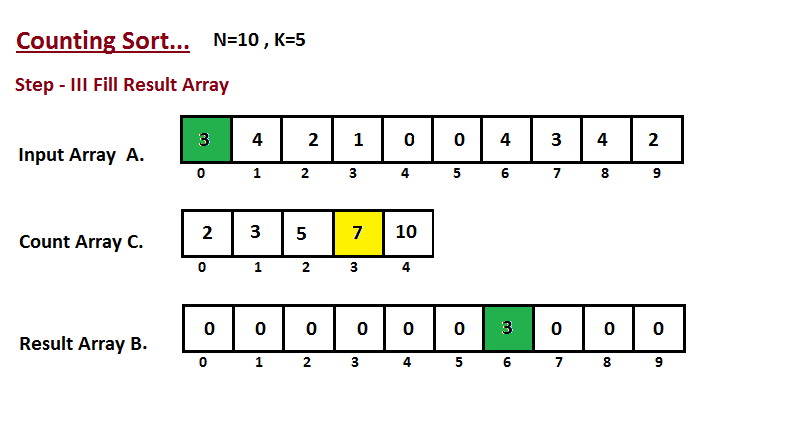 Counting Sort... N=10 , K=5
Step - III Fill Result Array
Input Array A. 3 4 2 1 0 0 4 3 4 2
0 1 2 3 4 5 6 7 8 9
Count Array C. 2 3 5 7 10
0 1 2 3 4
Result Array B. 0 0 0 0 0 0 3 0 0 0
0 1 2 3 4 5 6 7 8 9